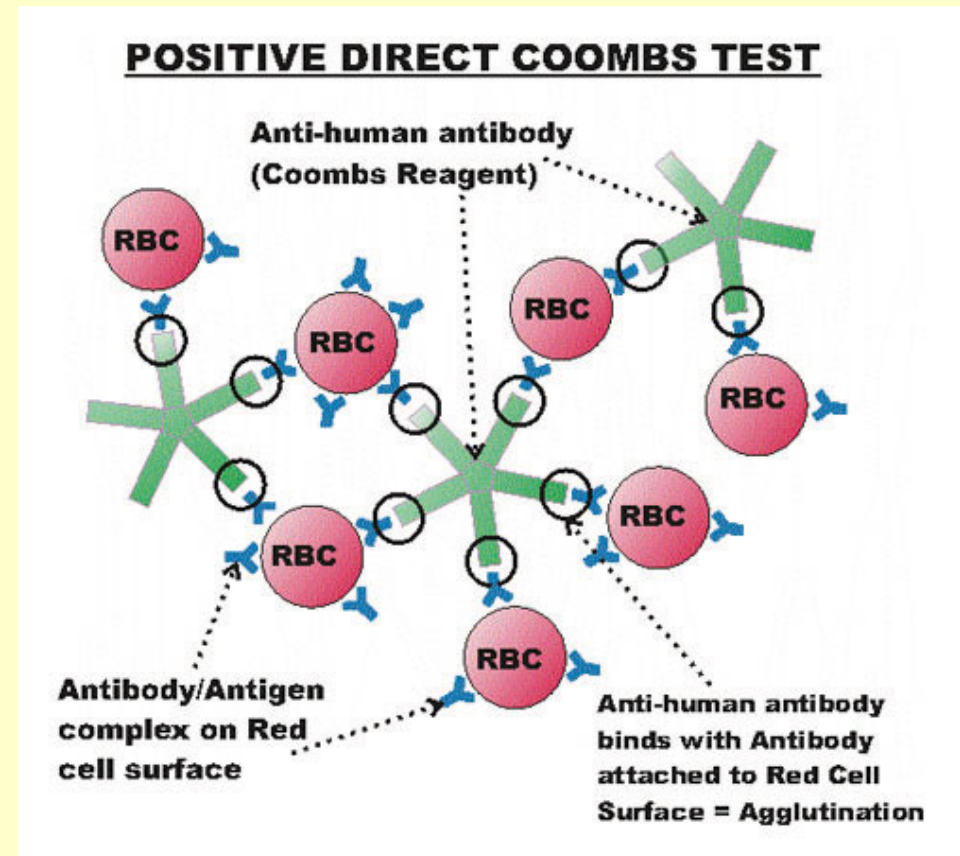 POSITIVE DIRECT COOMBS TEST
Anti-human antibody
(Coombs Reagent)
RBC
RBC
RBC
RBC
RBC
RBC
RBC
Antibody/Antigen
complex on Red
cell surface
Anti-human antibody
binds with Antibody
attached to Red Cell
Surface = Agglutination